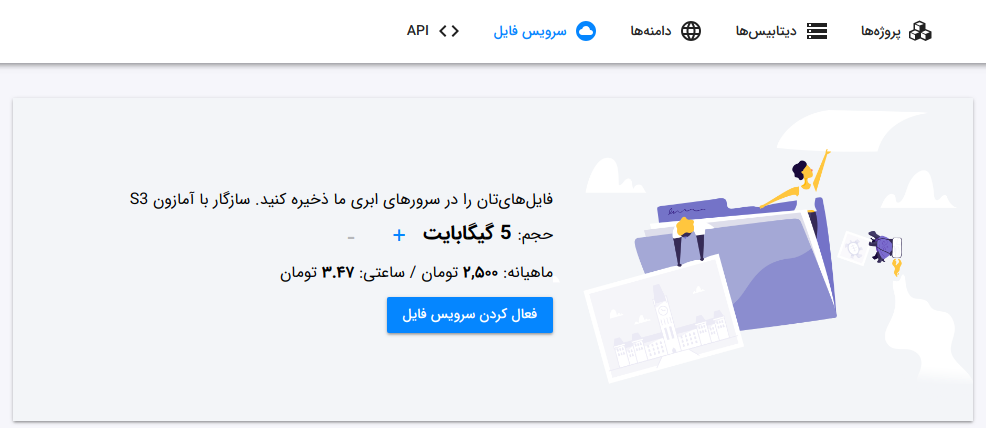 پروژه‌ها
دیتابیس‌ها
دامنه‌ها
سرویس فایل
API
فایل‌های‌تان را در سرورهای ابری ما ذخیره کنید. سازگار با آمازون S3
حجم: 5 گیگابایت + -
ماهیانه: ۲,۵۰۰ تومان / ساعتی: ۳.۴۷ تومان
فعال کردن سرویس فایل